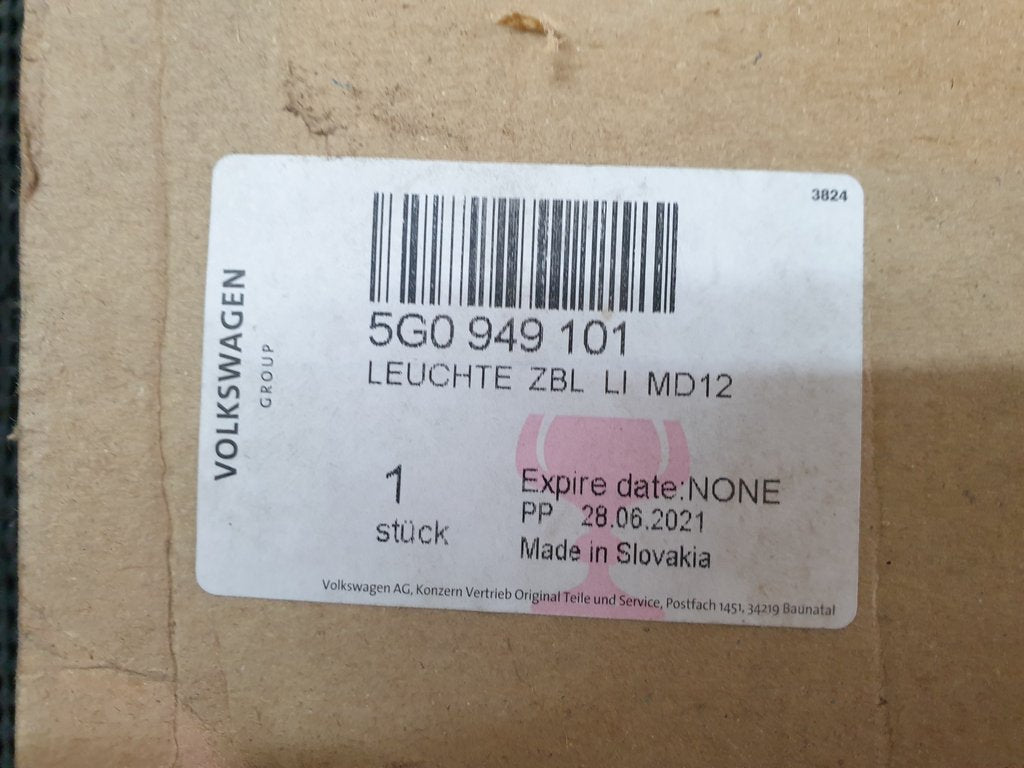 3824
VOLKSWAGEN
GROUP
5G0 949 101
LEUCHTE ZBL LI MD12
1
stück
Expire date:NONE
PP 28.06.2021
Made in Slovakia
Volkswagen AG, Konzern Vertrieb Original Teile und Service, Postfach 1451, 34219 Baunatal